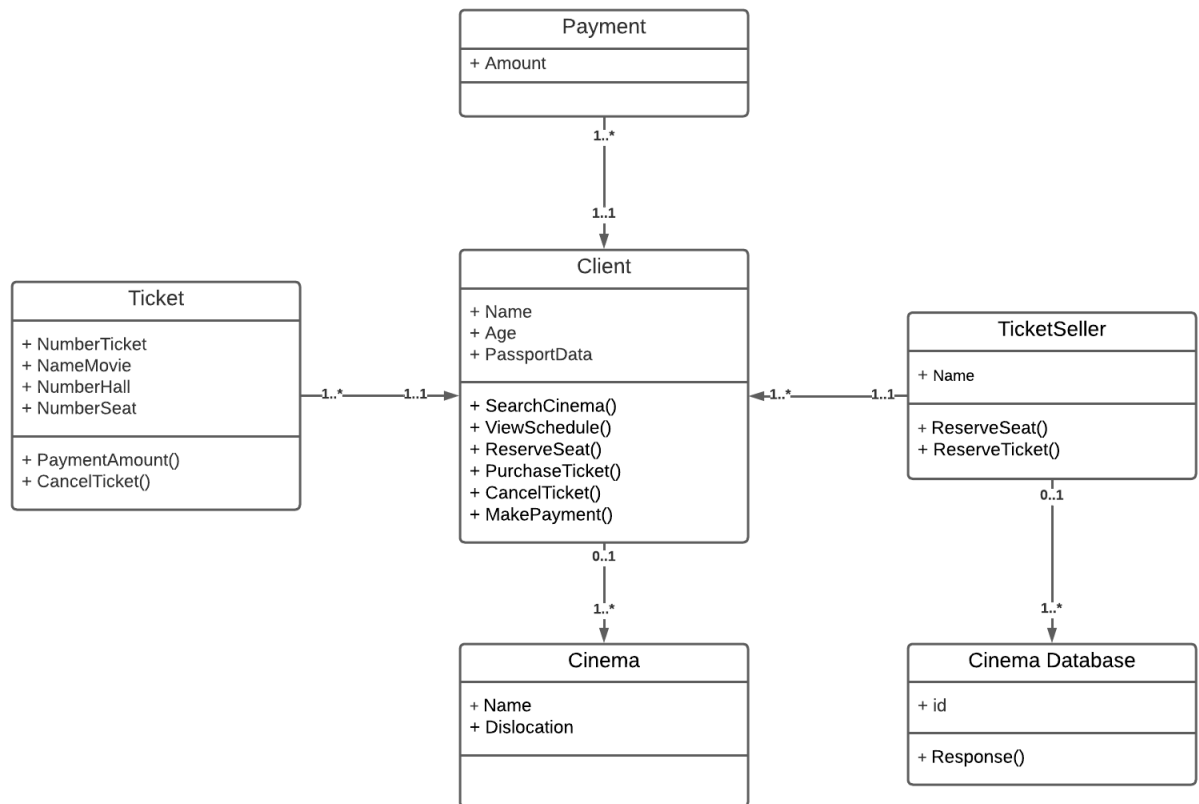 Payment
+ Amount
1..*
1..1
Client
+ Name
+ Age
+ PassportData
+ SearchCinema()
+ ViewSchedule()
+ ReserveSeat()
+ PurchaseTicket()
+ CancelTicket()
+ MakePayment()
Ticket
+ NumberTicket
+ NameMovie
+ NumberHall
+ NumberSeat
+ PaymentAmount()
+ CancelTicket()
1..*
1..1
TicketSeller
+ Name
+ ReserveSeat()
+ ReserveTicket()
1..*
1..1
0..1
1..*
Cinema
+ Name
+ Dislocation
0..1
1..*
Cinema Database
+ id
+ Response()